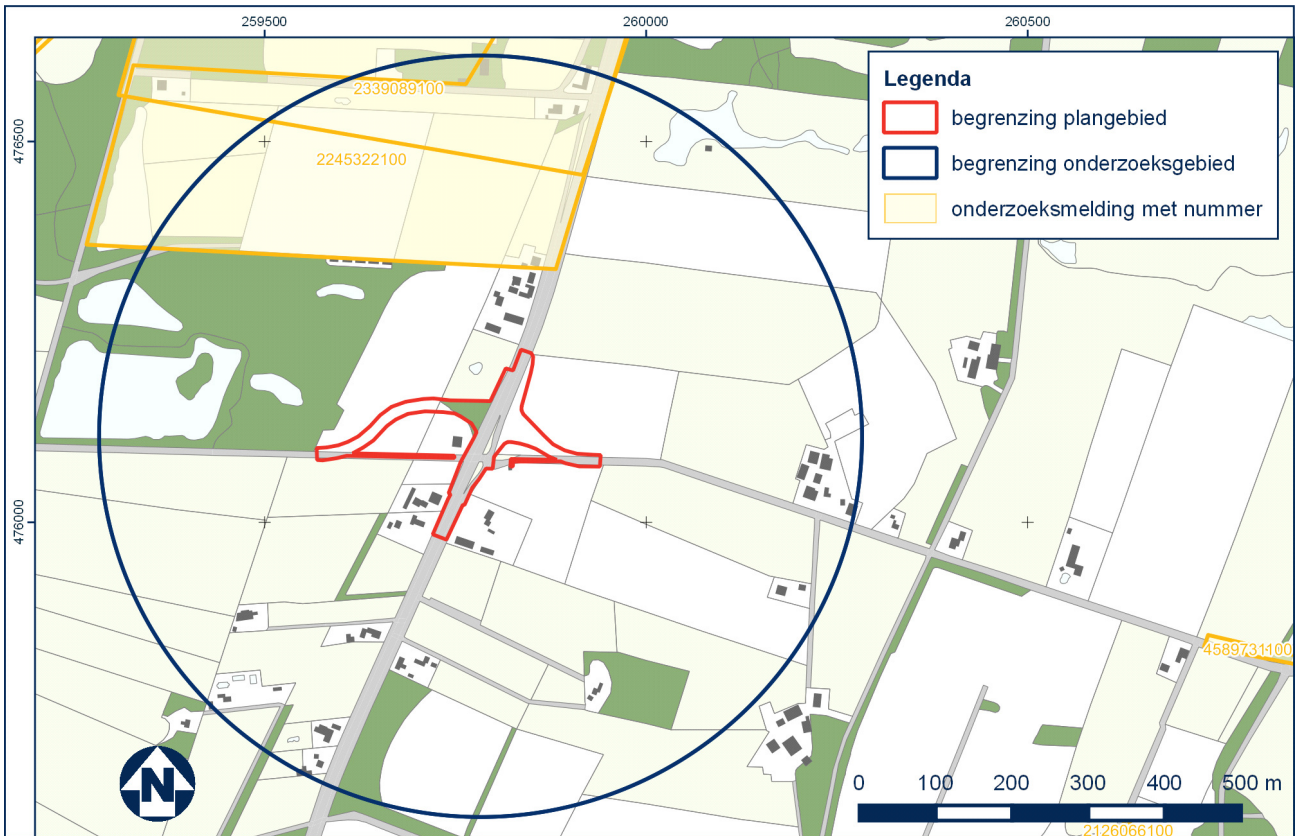 259500
260000
260500
476500
476000
2339089100
2245322100
Legenda
begrenzing plangebied
begrenzing onderzoeksgebied
onderzoeksmelding met nummer
4589731100
N
0 100 200 300 400 500 m
2126066100